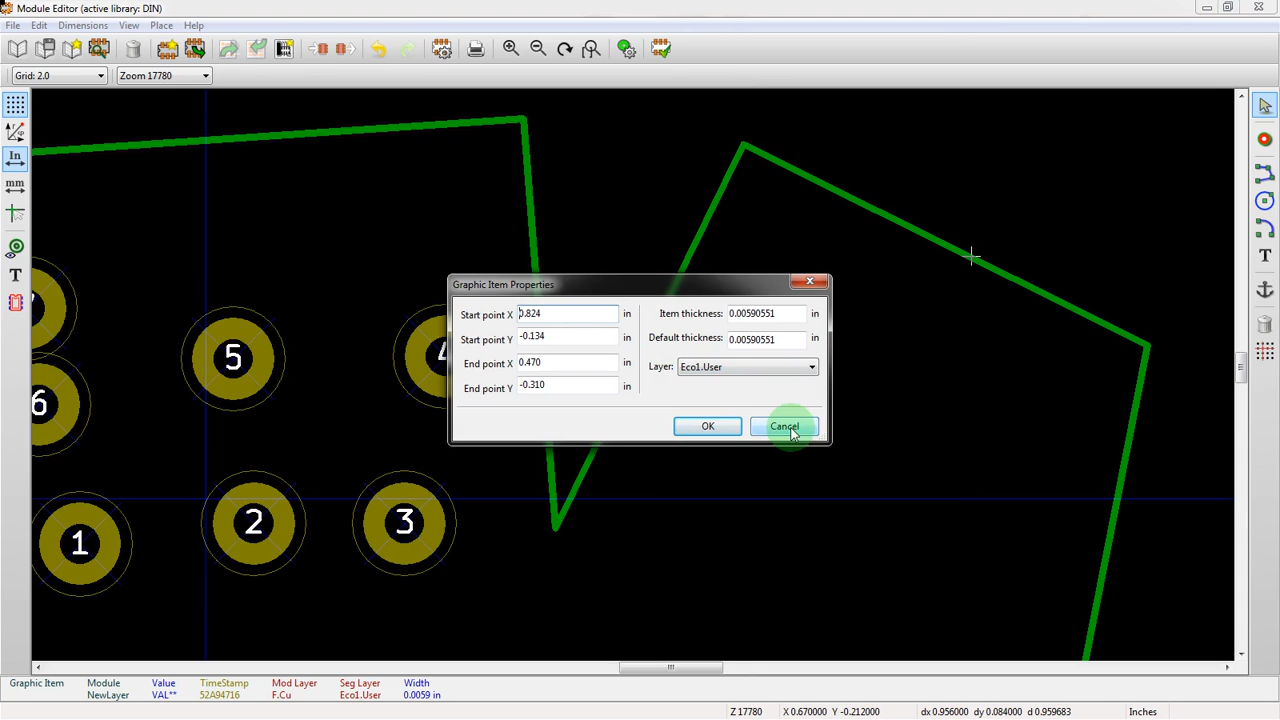 Module Editor (active library: DIN)
File Edit Dimensions View Place Help
Grid: 2.0 Zoom 17780
In
mm
T
T
5
6
1
2
3
Graphic Item Properties
Start point X 0.824 in
Start point Y -0.134 in
End point X 0.470 in
End point Y -0.310 in
Item thickness: 0.00590551 in
Default thickness: 0.00590551 in
Layer: Eco1.User
OK Cancel
Graphic Item Module Value TimeStamp Mod Layer Seg Layer Width
NewLayer VAL** 52A94716 F.Cu Eco1.User 0.0059 in
Z 17780 X 0.670000 Y -0.212000 dx 0.956000 dy 0.084000 d 0.959683 Inches